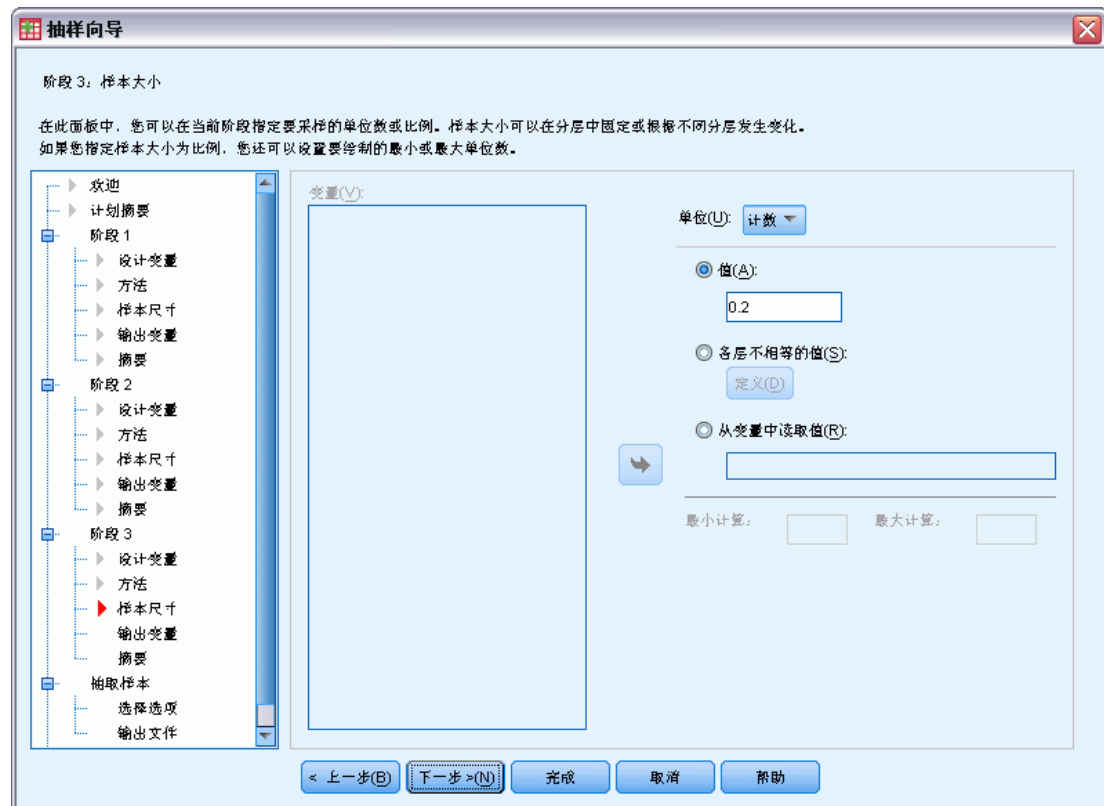 抽样向导
阶段 3：样本大小
在此面板中，您可以在当前阶段指定要采样的单位数或比例。样本大小可以在分层中固定或根据不同分层发生变化。
如果您指定样本大小为比例，您还可以设置要绘制的最小或最大单位数。
欢迎
计划摘要
阶段 1
设计变量
方法
样本尺寸
输出变量
摘要
阶段 2
设计变量
方法
样本尺寸
输出变量
摘要
阶段 3
设计变量
方法
样本尺寸
输出变量
摘要
抽取样本
选择选项
输出文件
变量(V):
单位(U): 计数
值(A):
0.2
各层不相等的值(S):
定义(D)
从变量中读取值(R):
最小计算： 最大计算：
< 上一步(B) 下一步 >(N) 完成 取消 帮助